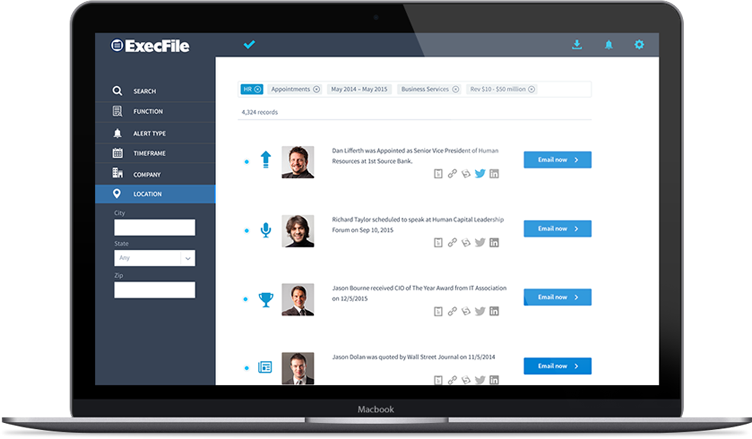 ExecFile
HR
Appointments
May 2014 – May 2015
Business Services
Rev $10 - $50 million
4,324 records
SEARCH
FUNCTION
ALERT TYPE
TIMEFRAME
COMPANY
LOCATION
City
State
Any
Zip
Dan Lifferth was Appointed as Senior Vice President of Human
Resources at 1st Source Bank.
Email now
Richard Taylor scheduled to speak at Human Capital Leadership
Forum on Sep 10, 2015
Email now
Jason Bourne received CIO of The Year Award from IT Association
on 12/5/2015
Email now
Jason Dolan was quoted by Wall Street Journal on 11/5/2014
Email now
Macbook